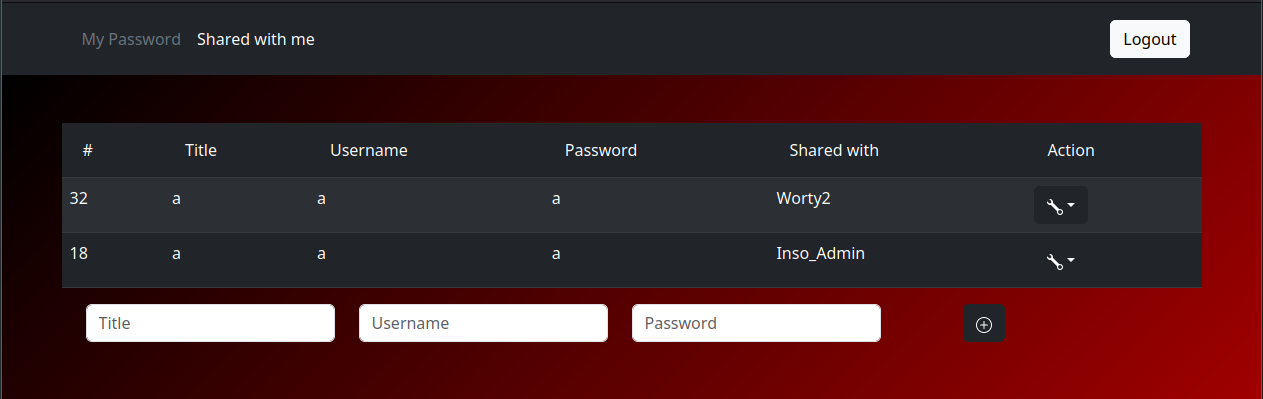 My Password Shared with me Logout
# Title Username Password Shared with Action
32 a a a Worty2
18 a a a Inso_Admin
Title Username Password